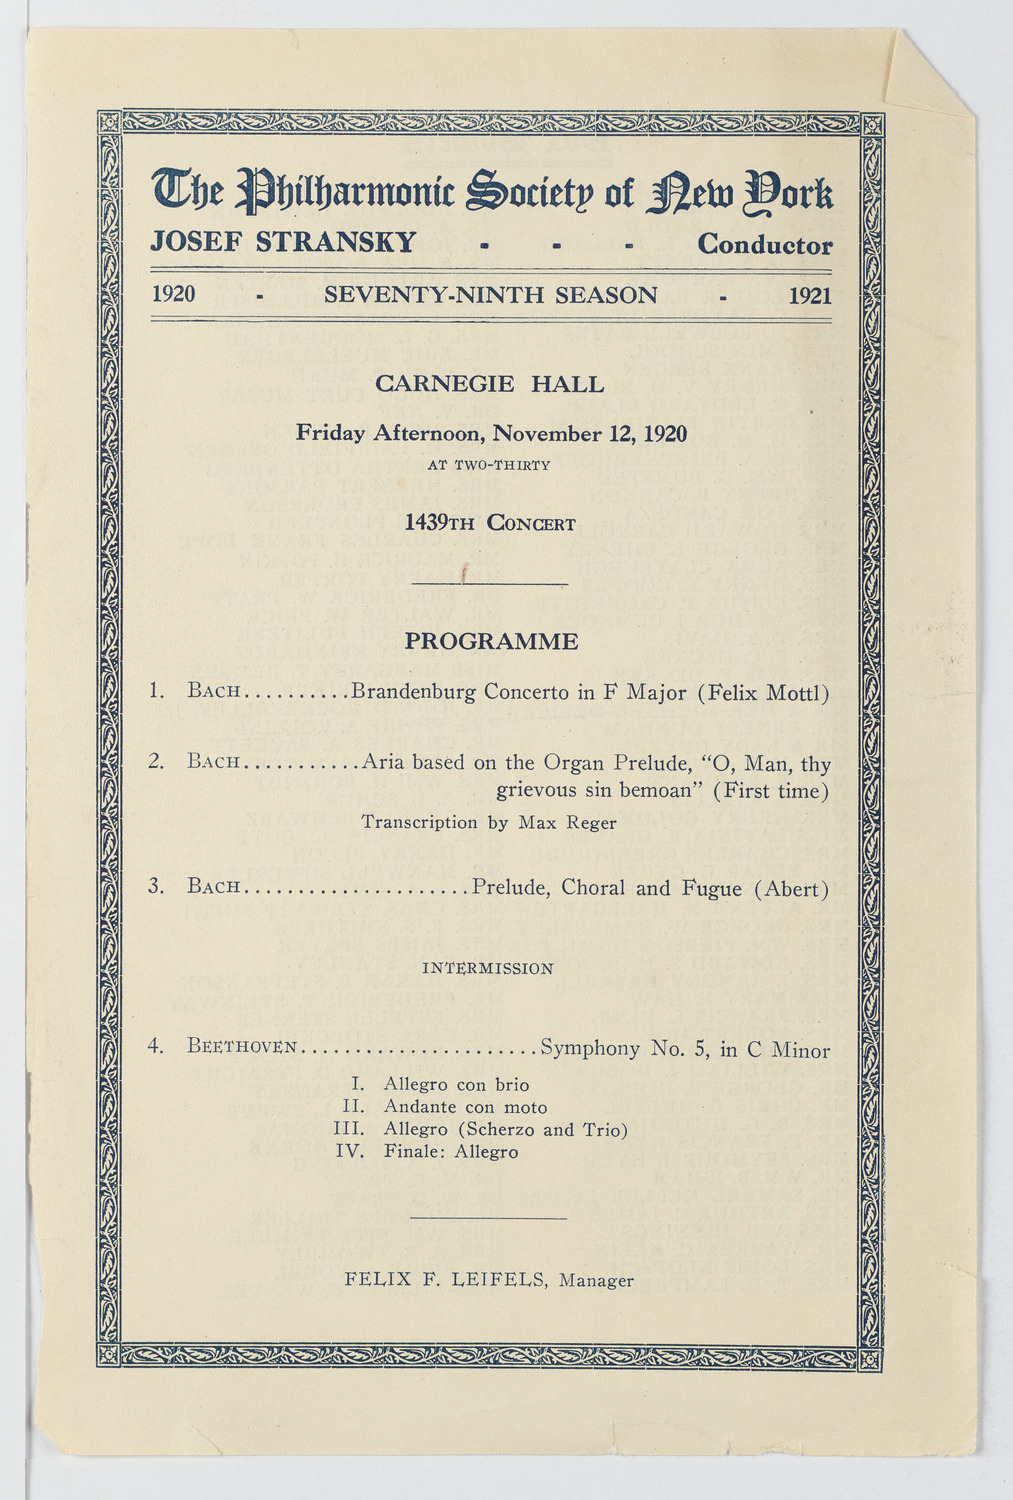 The Philharmonic Society of New York
JOSEF STRANSKY - - - Conductor
1920 - SEVENTY-NINTH SEASON - 1921
CARNEGIE HALL
Friday Afternoon, November 12, 1920
AT TWO-THIRTY
1439TH CONCERT
PROGRAMME
1. BACH..........Brandenburg Concerto in F Major (Felix Mottl)
2. BACH...........Aria based on the Organ Prelude, “O, Man, thy
grievous sin bemoan” (First time)
Transcription by Max Reger
3. BACH.....................Prelude, Choral and Fugue (Abert)
INTERMISSION
4. BEETHOVEN......................Symphony No. 5, in C Minor
I. Allegro con brio
II. Andante con moto
III. Allegro (Scherzo and Trio)
IV. Finale: Allegro
FELIX F. LEIFELS, Manager